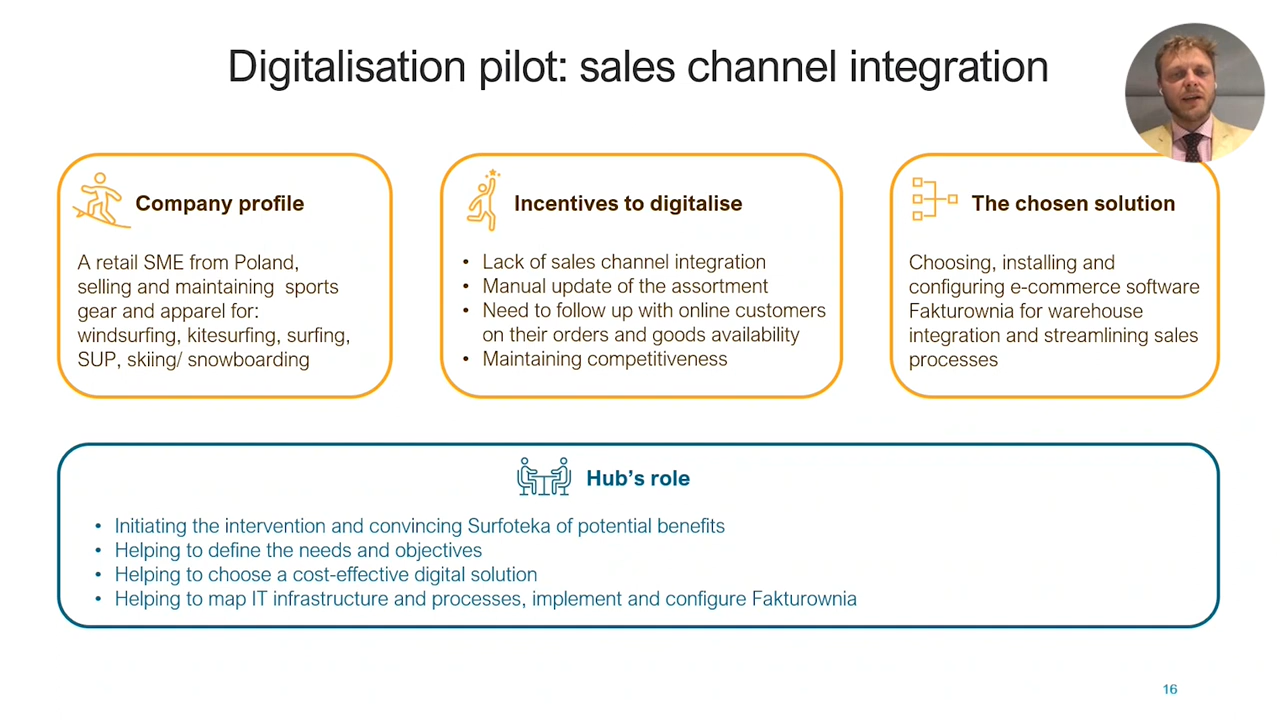 Digitalisation pilot: sales channel integration
Company profile
A retail SME from Poland,
selling and maintaining sports
gear and apparel for:
windsurfing, kitesurfing, surfing,
SUP, skiing/ snowboarding
Incentives to digitalise
• Lack of sales channel integration
• Manual update of the assortment
• Need to follow up with online customers
on their orders and goods availability
• Maintaining competitiveness
The chosen solution
Choosing, installing and
configuring e-commerce software
Fakturownia for warehouse
integration and streamlining sales
processes
Hub's role
• Initiating the intervention and convincing Surfoteka of potential benefits
• Helping to define the needs and objectives
• Helping to choose a cost-effective digital solution
• Helping to map IT infrastructure and processes, implement and configure Fakturownia
16